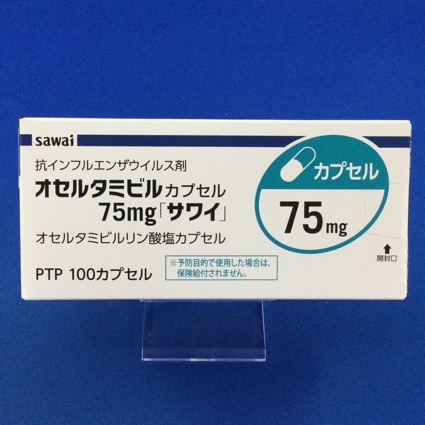 sawai
抗インフルエンザウイルス剤
オセルタミビルカプセル
75mg「サワイ」
オセルタミビルリン酸塩カプセル
PTP 100カプセル
※予防目的で使用した場合は、
保険給付されません。
カプセル
75mg
開封口